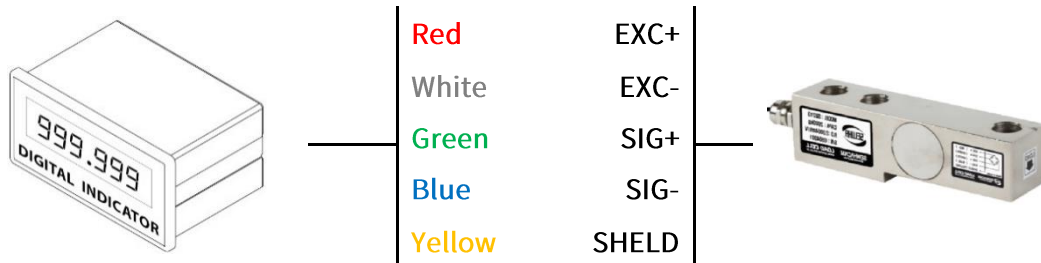 999.999
DIGITAL INDICATOR
Red EXC+
White EXC-
Green SIG+
Blue SIG-
Yellow SHELD